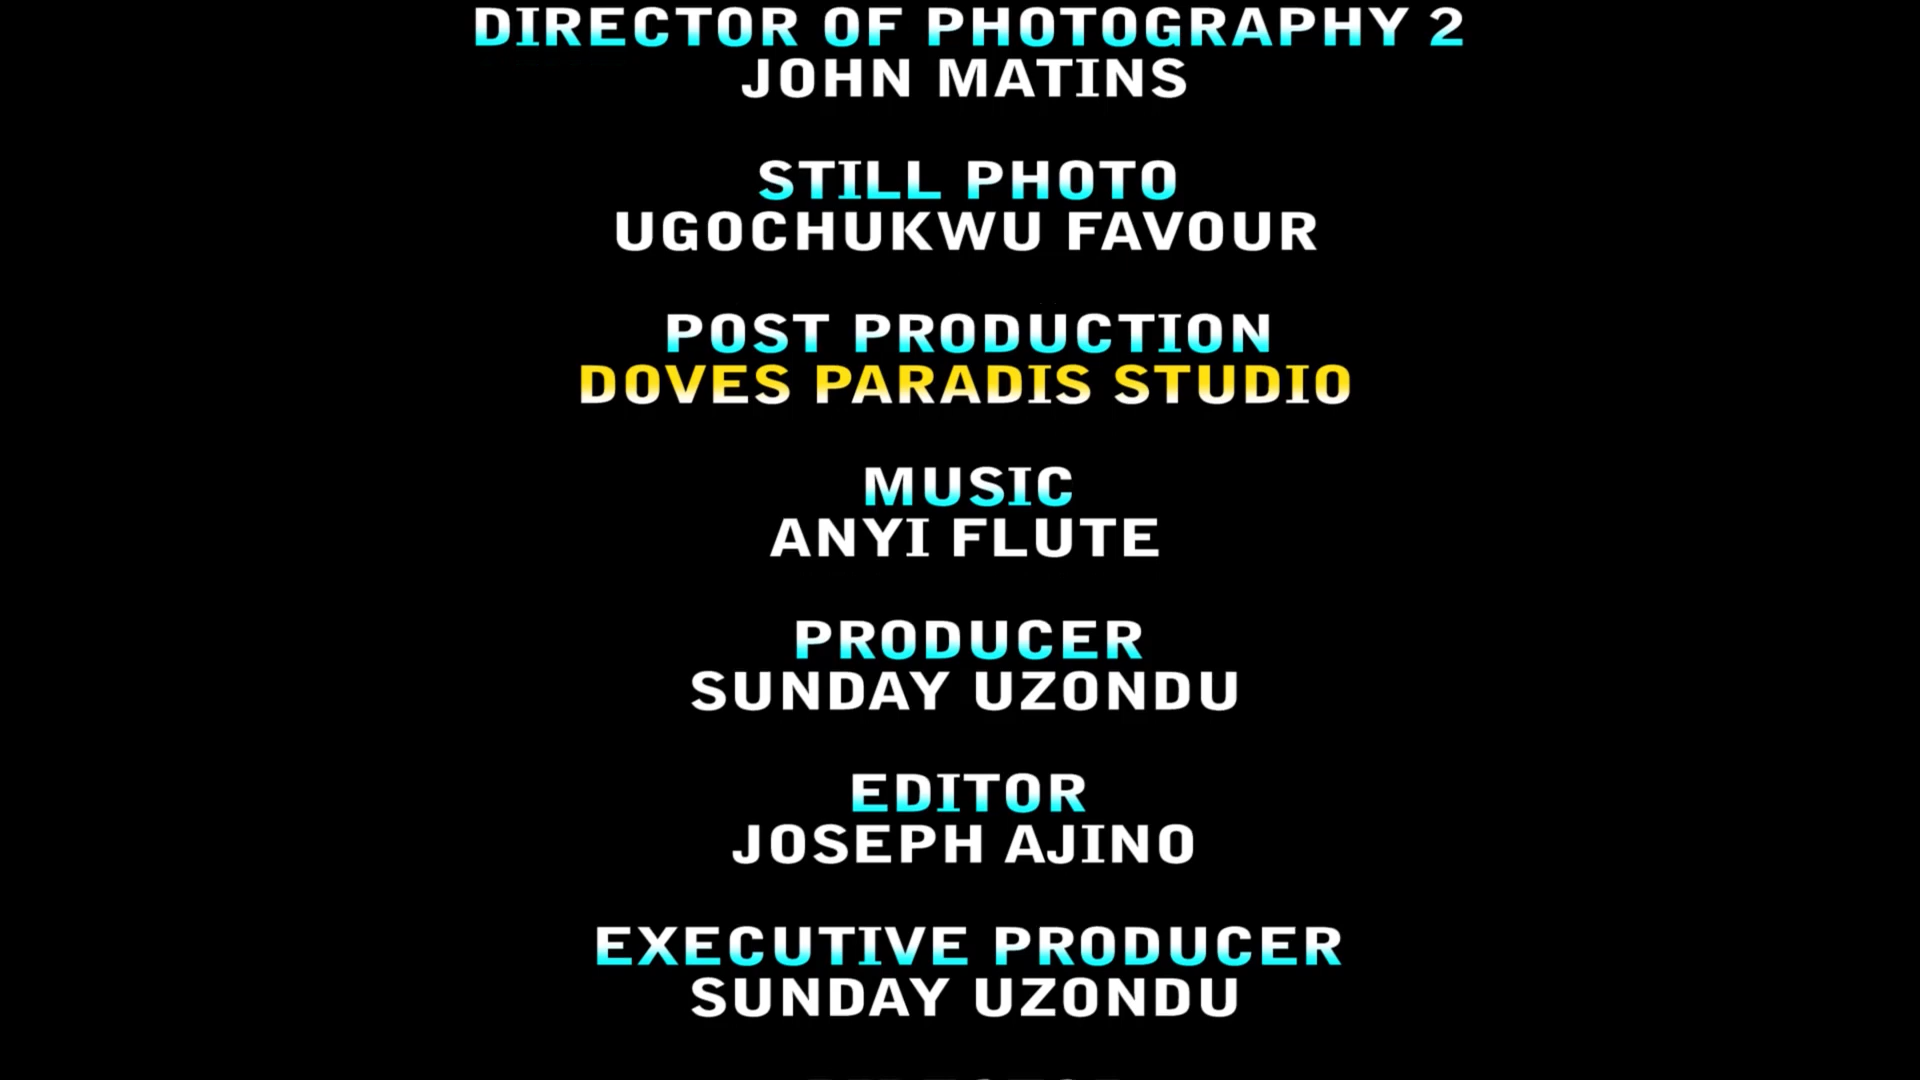 DIRECTOR OF PHOTOGRAPHY 2
JOHN MATINS
STILL PHOTO
UGOCHUKWU FAVOUR
POST PRODUCTION
DOVES PARADIS STUDIO
MUSIC
ANYI FLUTE
PRODUCER
SUNDAY UZONDU
EDITOR
JOSEPH AJINO
EXECUTIVE PRODUCER
SUNDAY UZONDU